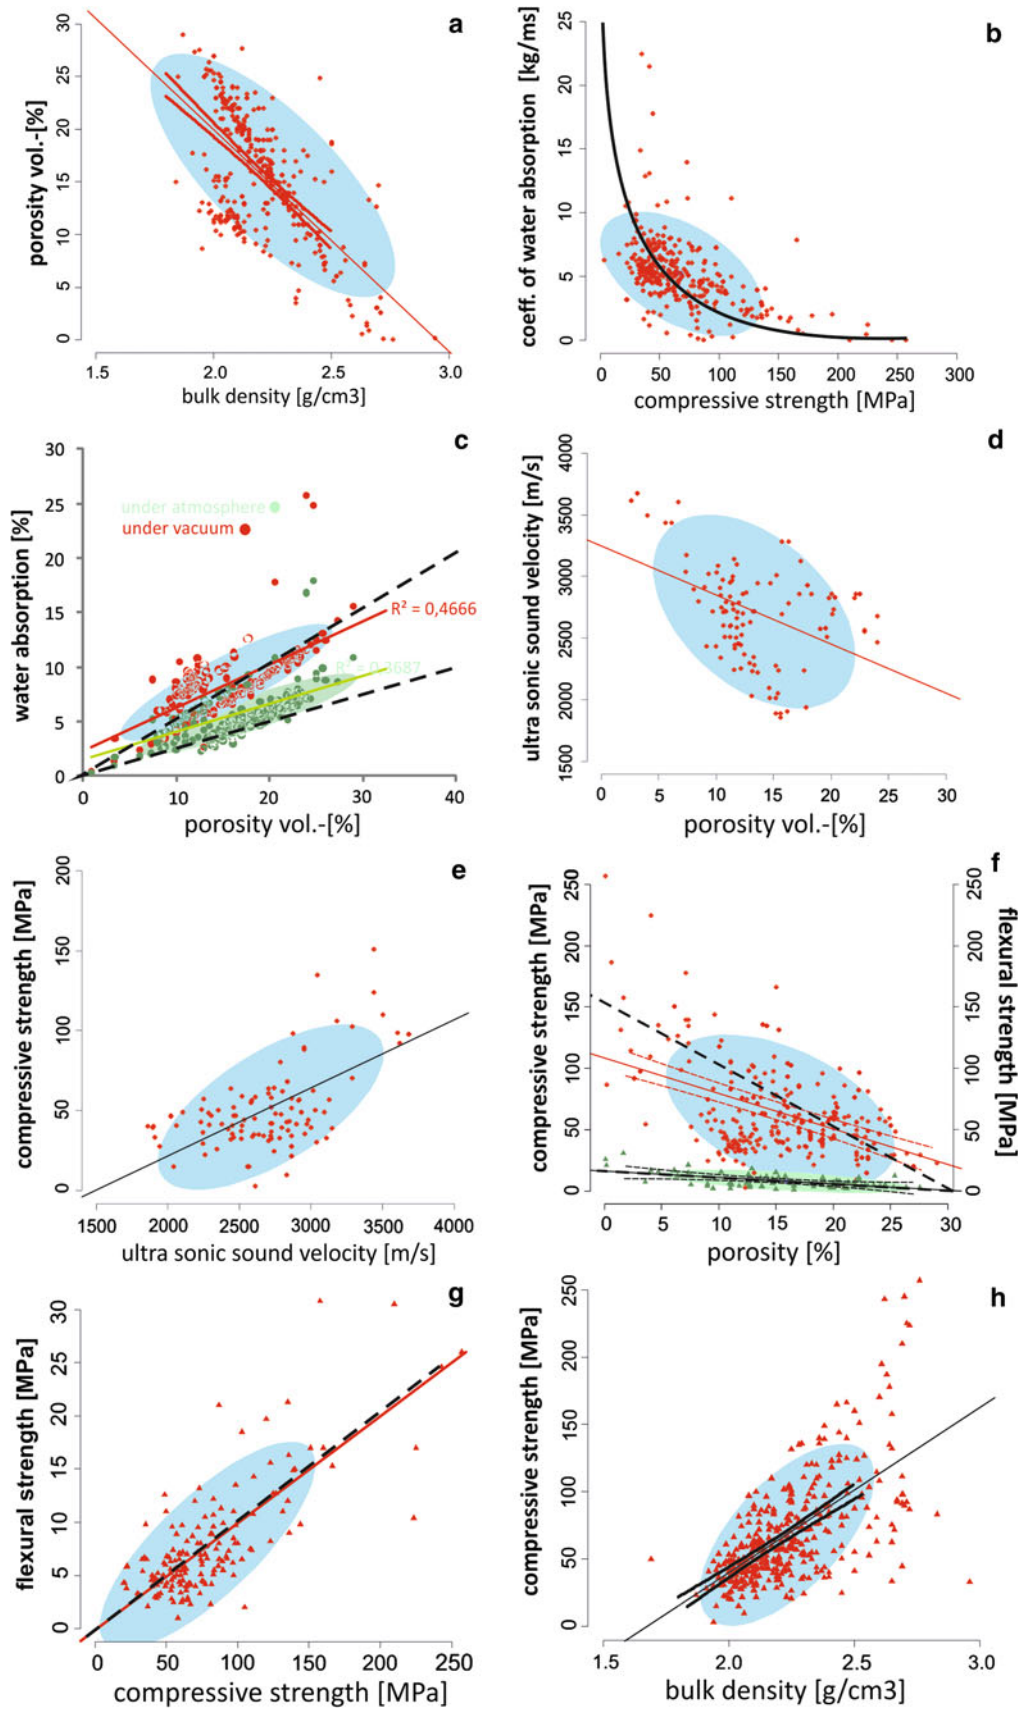 a
porosity vol.-[%]
30
25
20
15
10
5
0
1.5 2.0 2.5 3.0
bulk density [g/cm3]
b
coeff. of water absorption [kg/ms]
25
20
15
10
5
0
0 50 100 150 200 250 300
compressive strength [MPa]
c
water absorption [%]
30
25
20
15
10
5
0
under atmosphere
under vacuum
R² = 0,4666
R² = 0,3687
0 10 20 30 40
porosity vol.-[%]
d
ultra sonic sound velocity [m/s]
4000
3500
3000
2500
2000
1500
0 5 10 15 20 25 30
porosity vol.-[%]
e
compressive strength [MPa]
200
150
100
50
0
1500 2000 2500 3000 3500 4000
ultra sonic sound velocity [m/s]
f
compressive strength [MPa]
250
200
150
100
50
0
flexural strength [MPa]
250
200
150
100
50
0
0 5 10 15 20 25 30
porosity [%]
g
flexural strength [MPa]
30
25
20
15
10
5
0
0 50 100 150 200 250
compressive strength [MPa]
h
compressive strength [MPa]
250
200
150
100
50
0
1.5 2.0 2.5 3.0
bulk density [g/cm3]